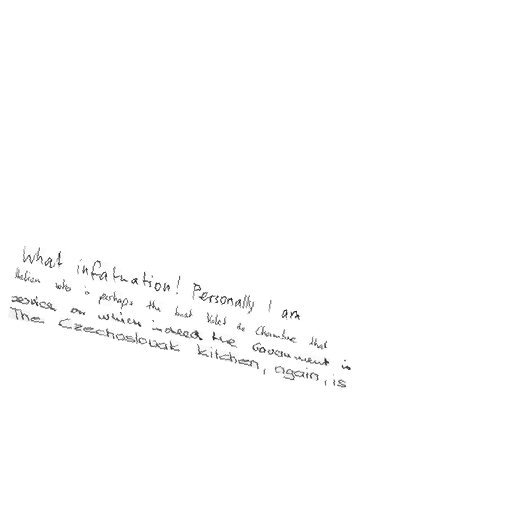 What infatuation! Personally I am
Italian who is perhaps the best Valet de Chambre that
service on which indeed the Government is
The Czechoslovak kitchen, again, is